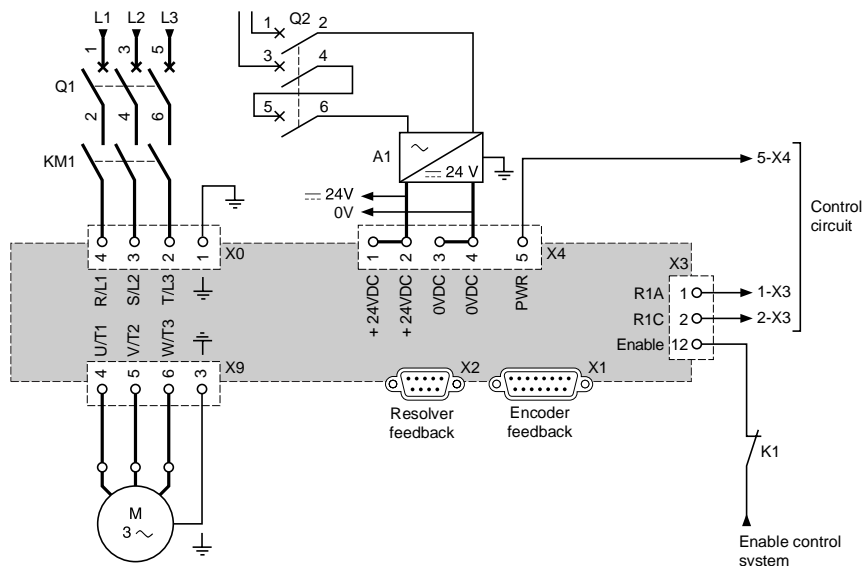 L1 L2 L3
1 3 5
Q1
2 4 6
KM1
1 Q2 2
3 4
5 6
A1
24 V
24V
0V
5-X4
Control
circuit
4 3 2 1 X0
R/L1 S/L2 T/L3
1 2 3 4 5 X4
+24VDC +24VDC 0VDC 0VDC PWR
X3
R1A 1 1-X3
R1C 2 2-X3
Enable 12
U/T1 V/T2 W/T3
4 5 6 3 X9
X2
Resolver
feedback
X1
Encoder
feedback
K1
M
3
Enable control
system